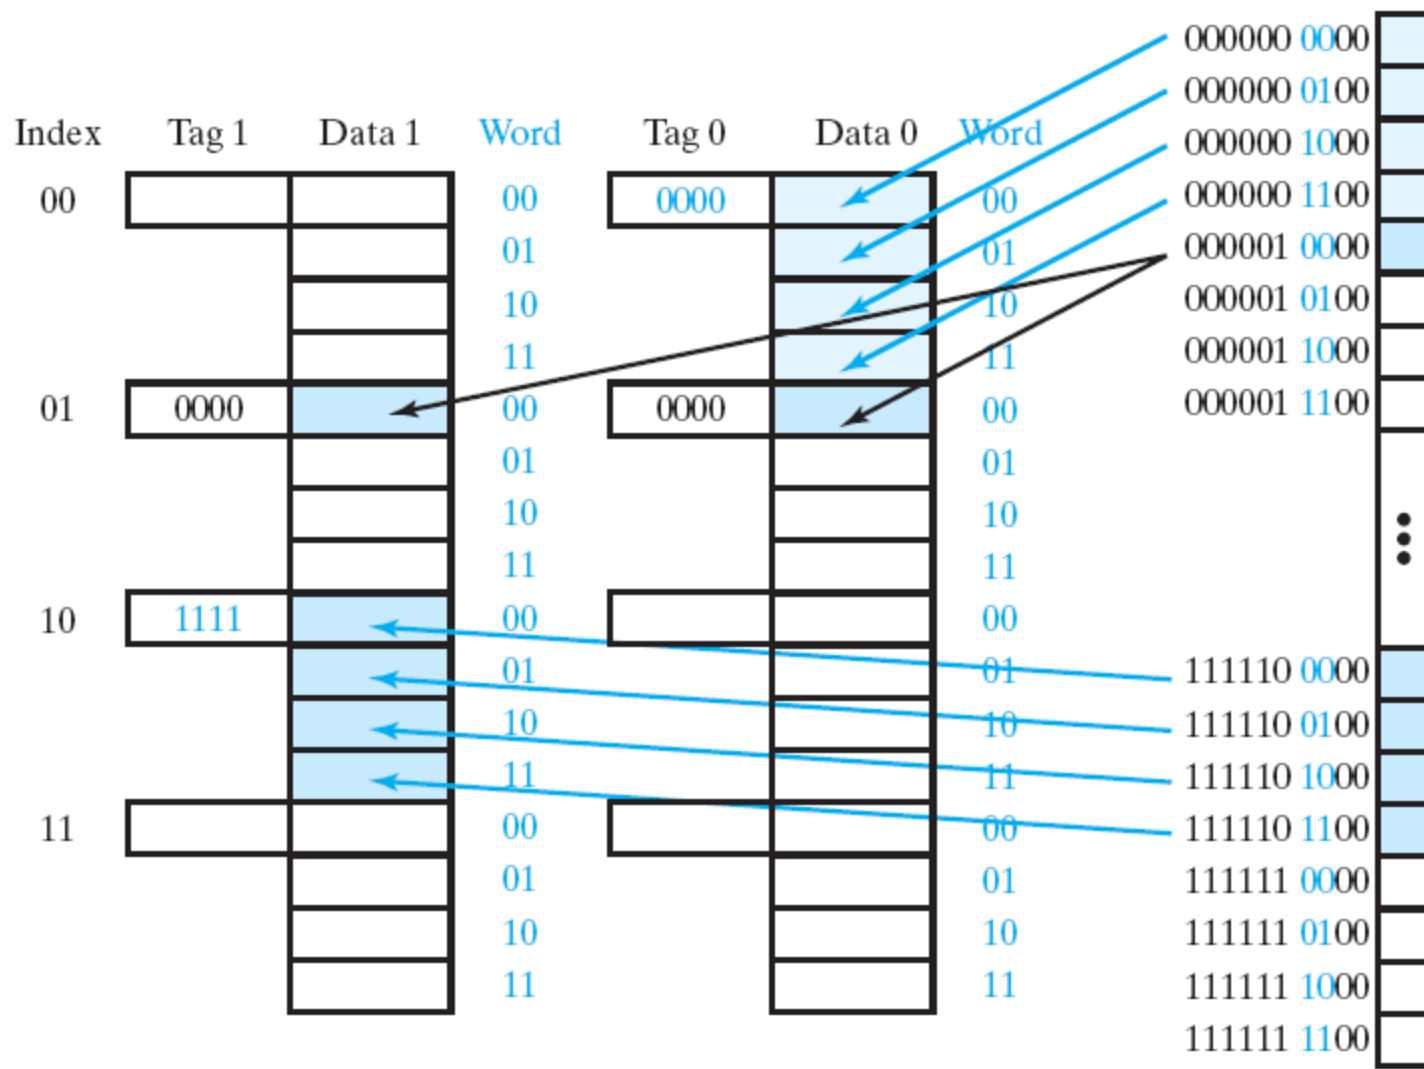 000000 0000
000000 0100
Index Tag 1 Data 1 Word Tag 0 Data 0 Word
000000 1000
00 00 0000 00 000000 1100
01 01 000001 0000
10 10 000001 0100
11 11 000001 1000
01 0000 00 0000 00 000001 1100
01 01
10 10
11 11
10 1111 00 00
01 01 111110 0000
10 10 111110 0100
11 11 111110 1000
11 00 00 111110 1100
01 01 111111 0000
10 10 111111 0100
11 11 111111 1000
111111 1100